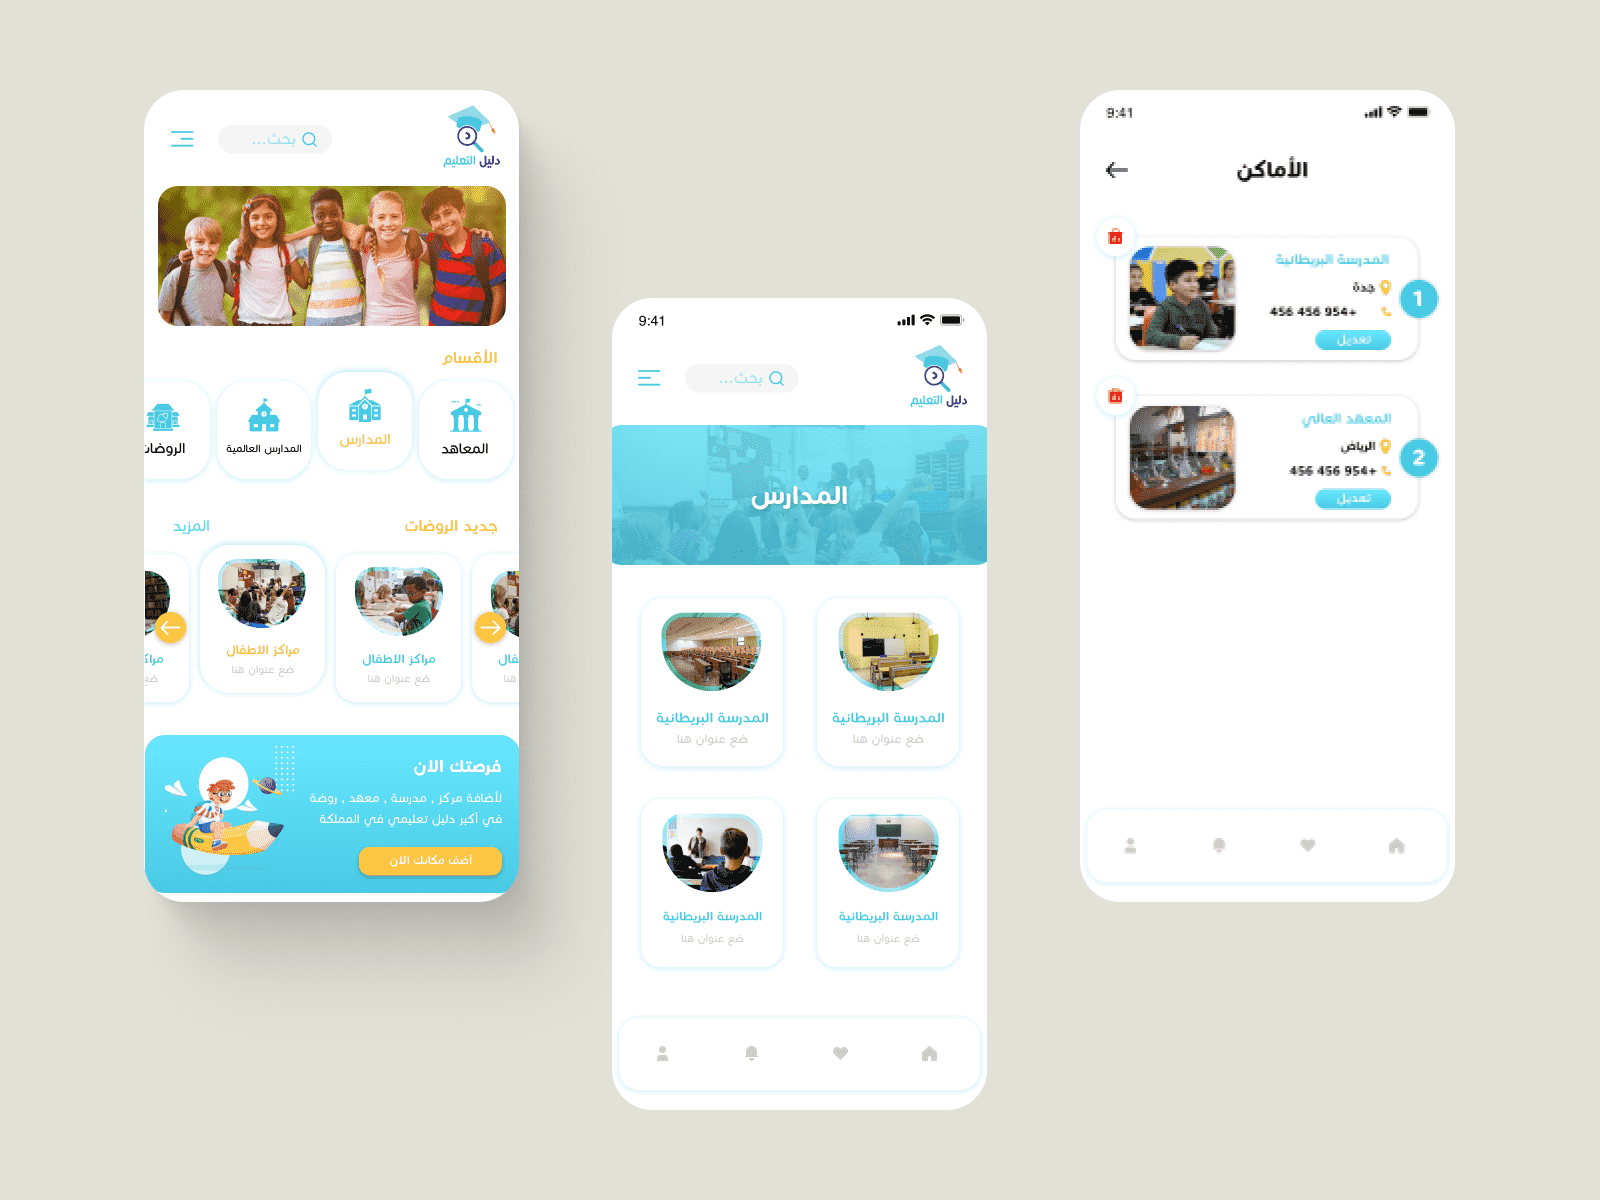 بحث...
دليل التعليم
الأقسام
المعاهد
المدارس
المدارس العالمية
الروضات
جديد الروضات
المزيد
مراكز الاطفال
ضع عنوان هنا
مراكز الاطفال
ضع عنوان هنا
فرصتك الان
لأضافة مركز , مدرسة , معهد , روضة
في أكبر دليل تعليمي في المملكة
أضف مكانك الان
9:41
بحث...
دليل التعليم
المدارس
المدرسة البريطانية
ضع عنوان هنا
المدرسة البريطانية
ضع عنوان هنا
المدرسة البريطانية
ضع عنوان هنا
المدرسة البريطانية
ضع عنوان هنا
9:41
الأماكن
المدرسة البريطانية
جدة
456 456 954+
تعديل
1
المعهد العالي
الرياض
456 456 954+
تعديل
2